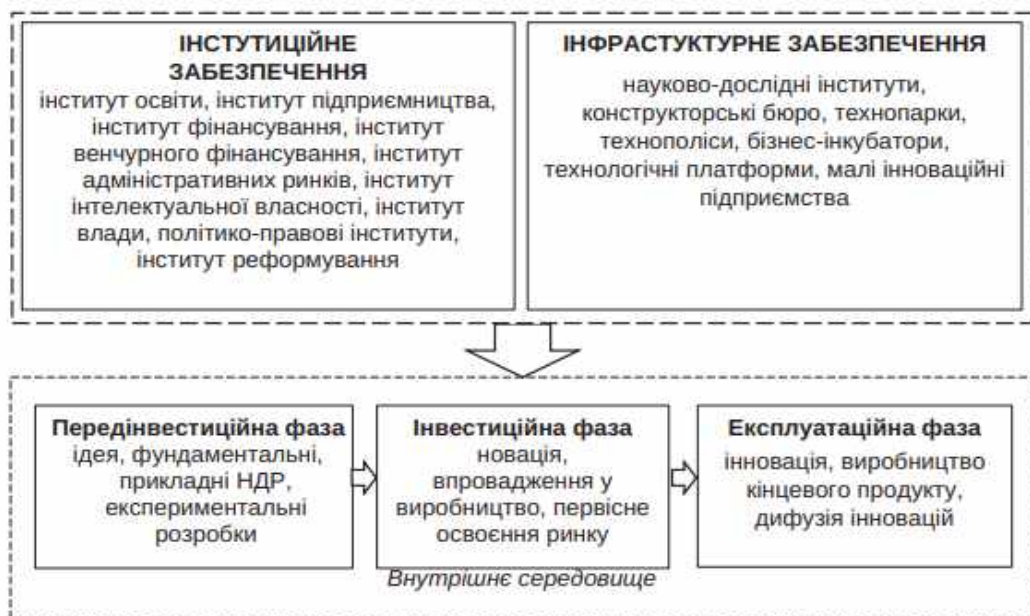 ІНСТУТИЦІЙНЕ
ЗАБЕЗПЕЧЕННЯ
інститут освіти, інститут підприємництва,
інститут фінансування, інститут
венчурного фінансування, інститут
адміністративних ринків, інститут
інтелектуальної власності, інститут
влади, політико-правові інститути,
інститут реформування
ІНФРАСТУКТУРНЕ ЗАБЕЗПЕЧЕННЯ
науково-дослідні інститути,
конструкторські бюро, технопарки,
технополіси, бізнес-інкубатори,
технологічні платформи, малі інноваційні
підприємства
Передінвестиційна фаза
ідея, фундаментальні,
прикладні НДР,
експериментальні
розробки
Інвестиційна фаза
новація,
впровадження у
виробництво, первісне
освоєння ринку
Експлуатаційна фаза
інновація, виробництво
кінцевого продукту,
дифузія інновацій
Внутрішнє середовище